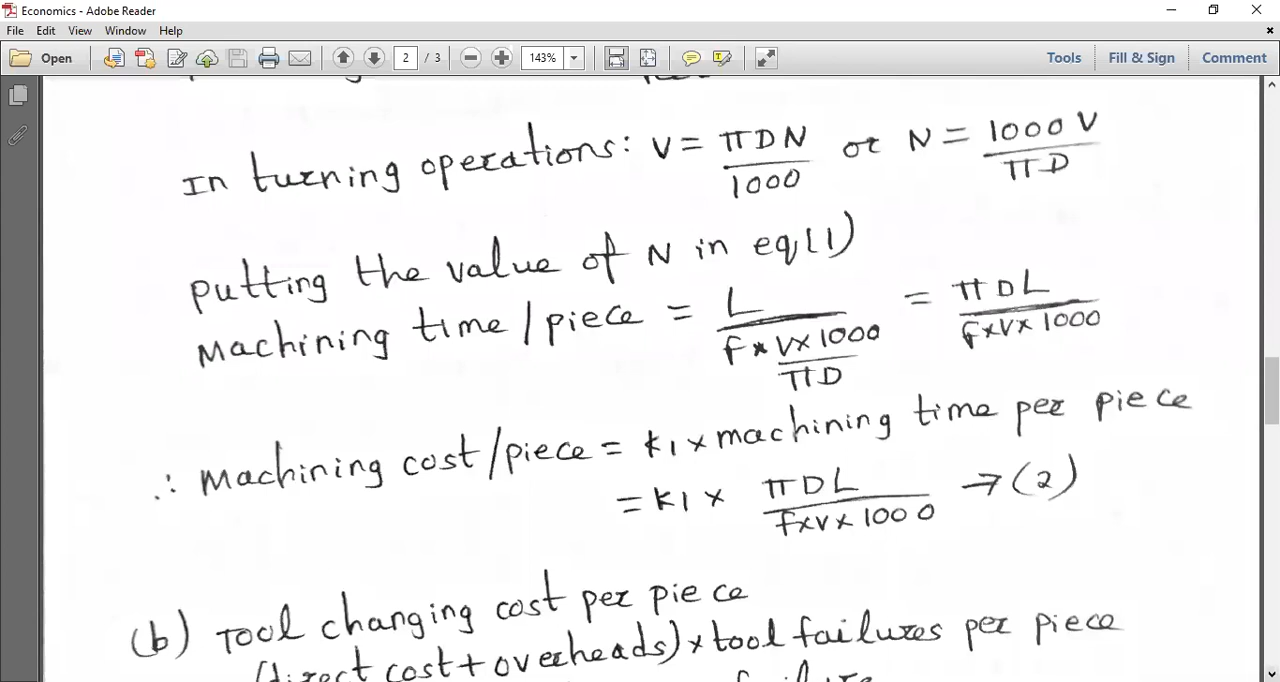 Economics - Adobe Reader
File Edit View Window Help
Open 2 / 3 143% Tools Fill & Sign Comment
In turning operations: V = πDN/1000 or N = 1000 V/πD
putting the value of N in eq(1)
Machining time/piece = L/(f × V×1000/πD) = πDL/(f×V×1000)
∴ Machining cost/piece = K1 × machining time per piece
= K1 × πDL/(f×V×1000) → (2)
(b) Tool changing cost per piece
(direct cost + overheads) × tool failures per piece